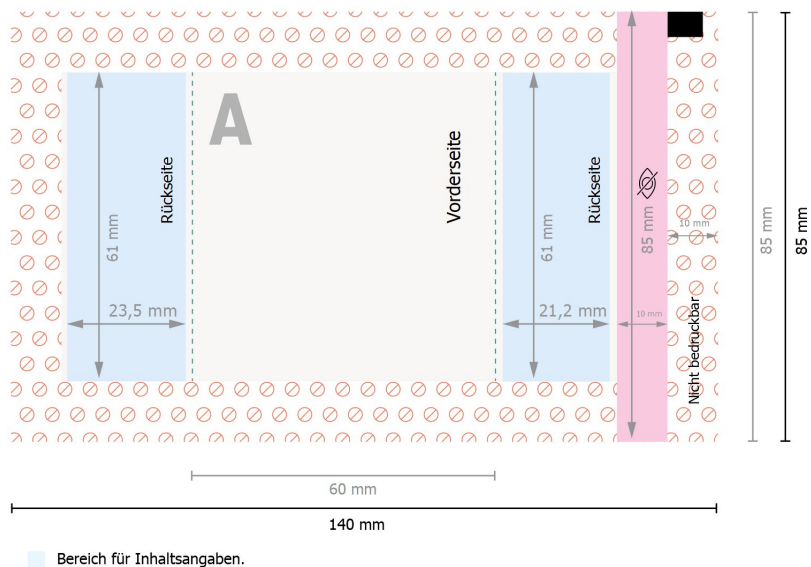 A
Rückseite
61 mm
23,5 mm
Vorderseite
Rückseite
61 mm
21,2 mm
85 mm
10 mm
10 mm
Nicht bedruckbar
85 mm
85 mm
60 mm
140 mm
Bereich für Inhaltsangaben.